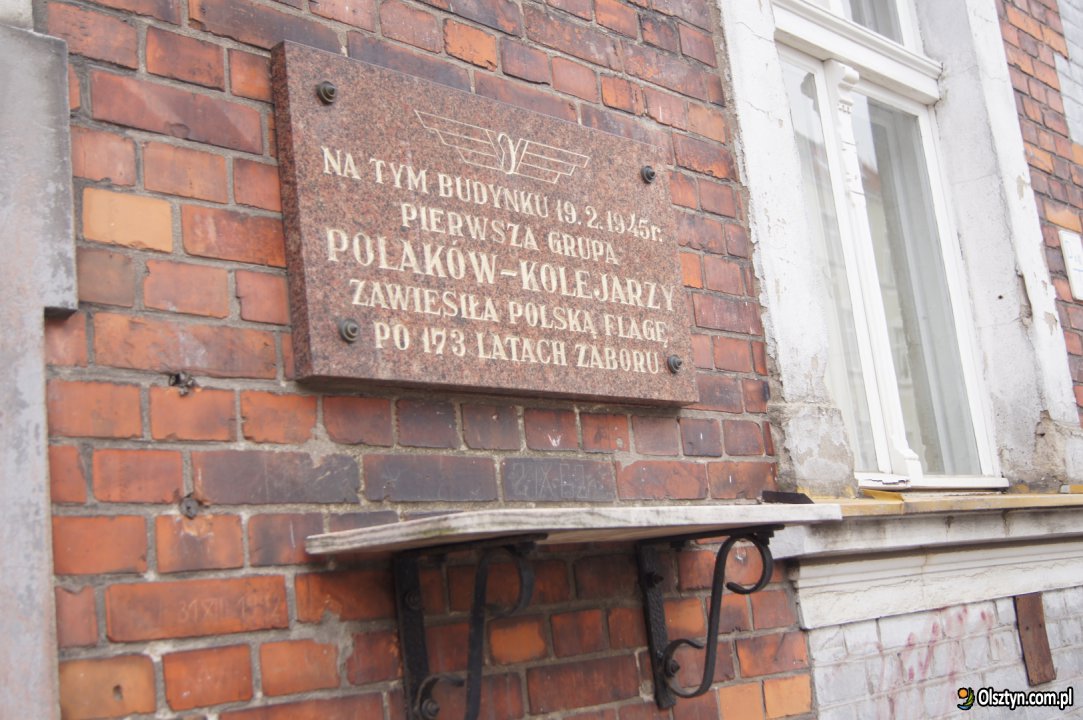 NA TYM BUDYNKU 19.2.1945r.
PIERWSZA GRUPA
POLAKÓW-KOLEJARZY
ZAWIESIŁA POLSKĄ FLAGĘ
PO 173 LATACH ZABORU
Olsztyn.com.pl